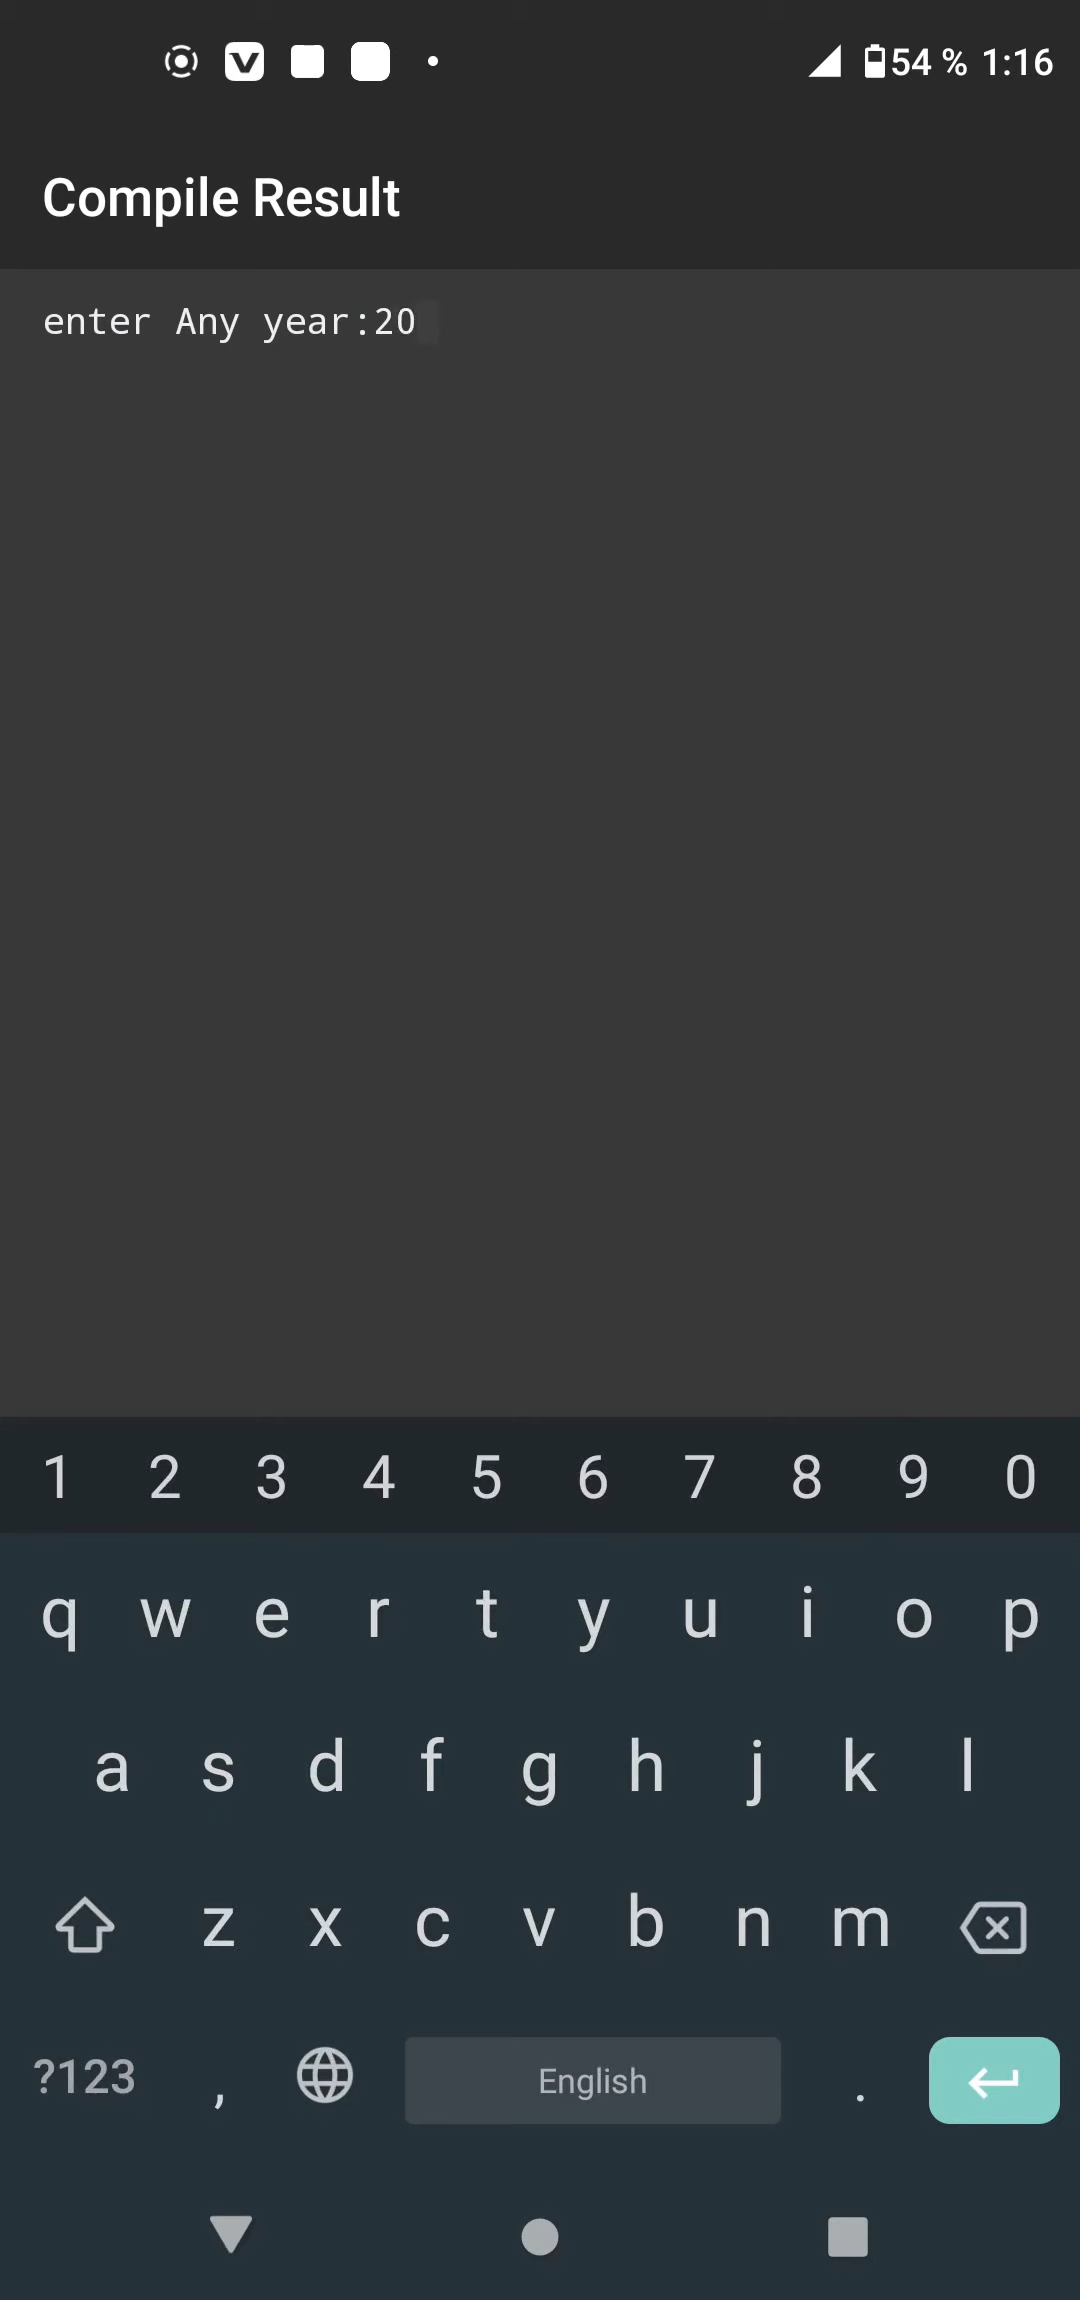 54 % 1:16
Compile Result
enter Any year:20
1 2 3 4 5 6 7 8 9 0
q w e r t y u i o p
a s d f g h j k l
z x c v b n m
?123 , English .